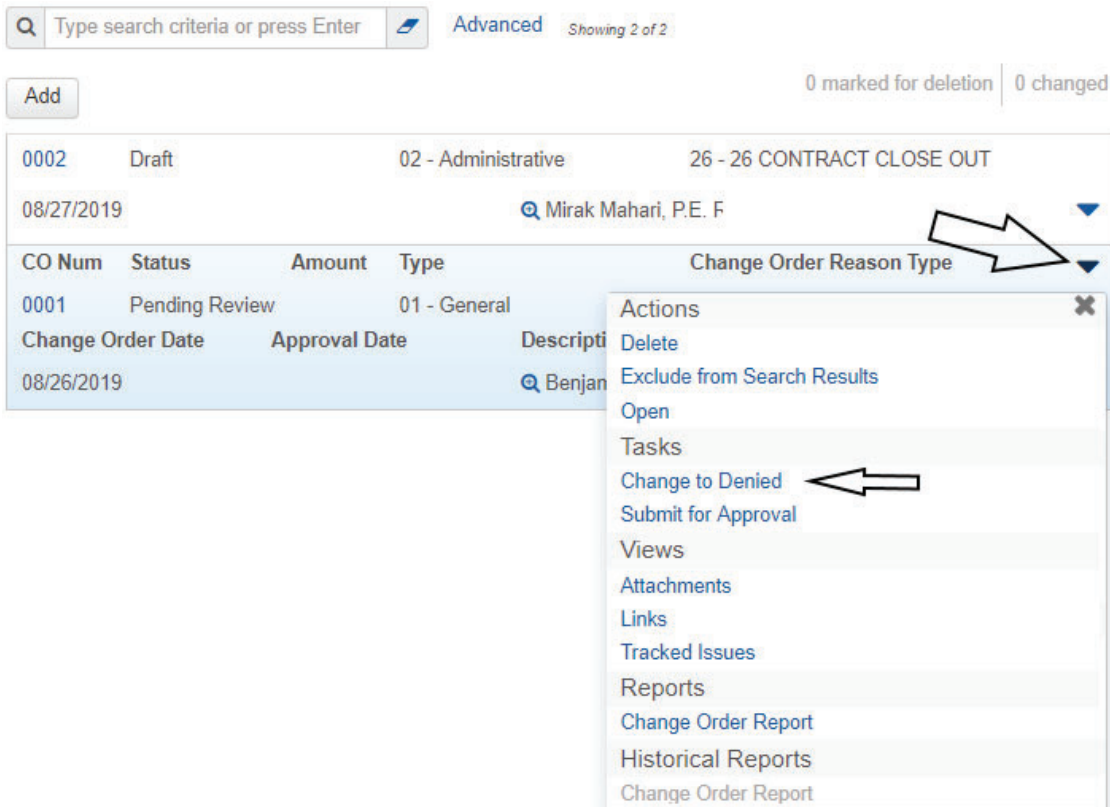 Type search criteria or press Enter Advanced Showing 2 of 2
Add 0 marked for deletion 0 changed
0002 Draft 02 - Administrative 26 - 26 CONTRACT CLOSE OUT
08/27/2019 Mirak Mahari, P.E. F
CO Num Status Amount Type Change Order Reason Type
0001 Pending Review 01 - General
Change Order Date Approval Date Descripti
08/26/2019 Benjam
Actions
Delete
Exclude from Search Results
Open
Tasks
Change to Denied
Submit for Approval
Views
Attachments
Links
Tracked Issues
Reports
Change Order Report
Historical Reports
Change Order Report